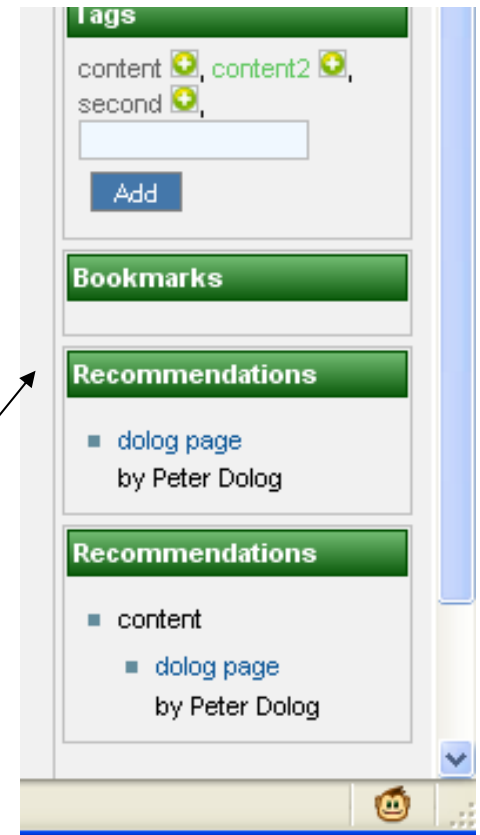 Tags
content , content2 ,
second ,
Add
Bookmarks
Recommendations
dolog page
by Peter Dolog
Recommendations
content
dolog page
by Peter Dolog